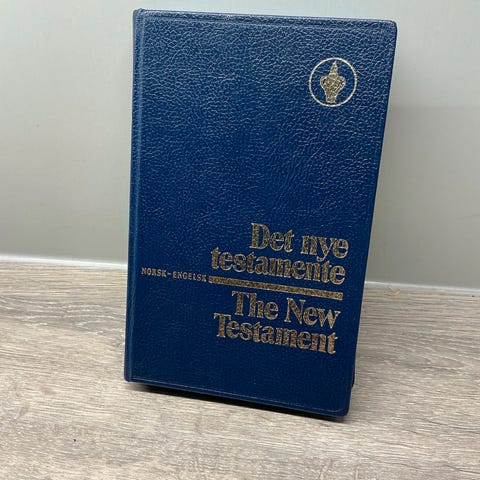 Det nye
testamente
NORSK-ENGELSK
The New
Testament